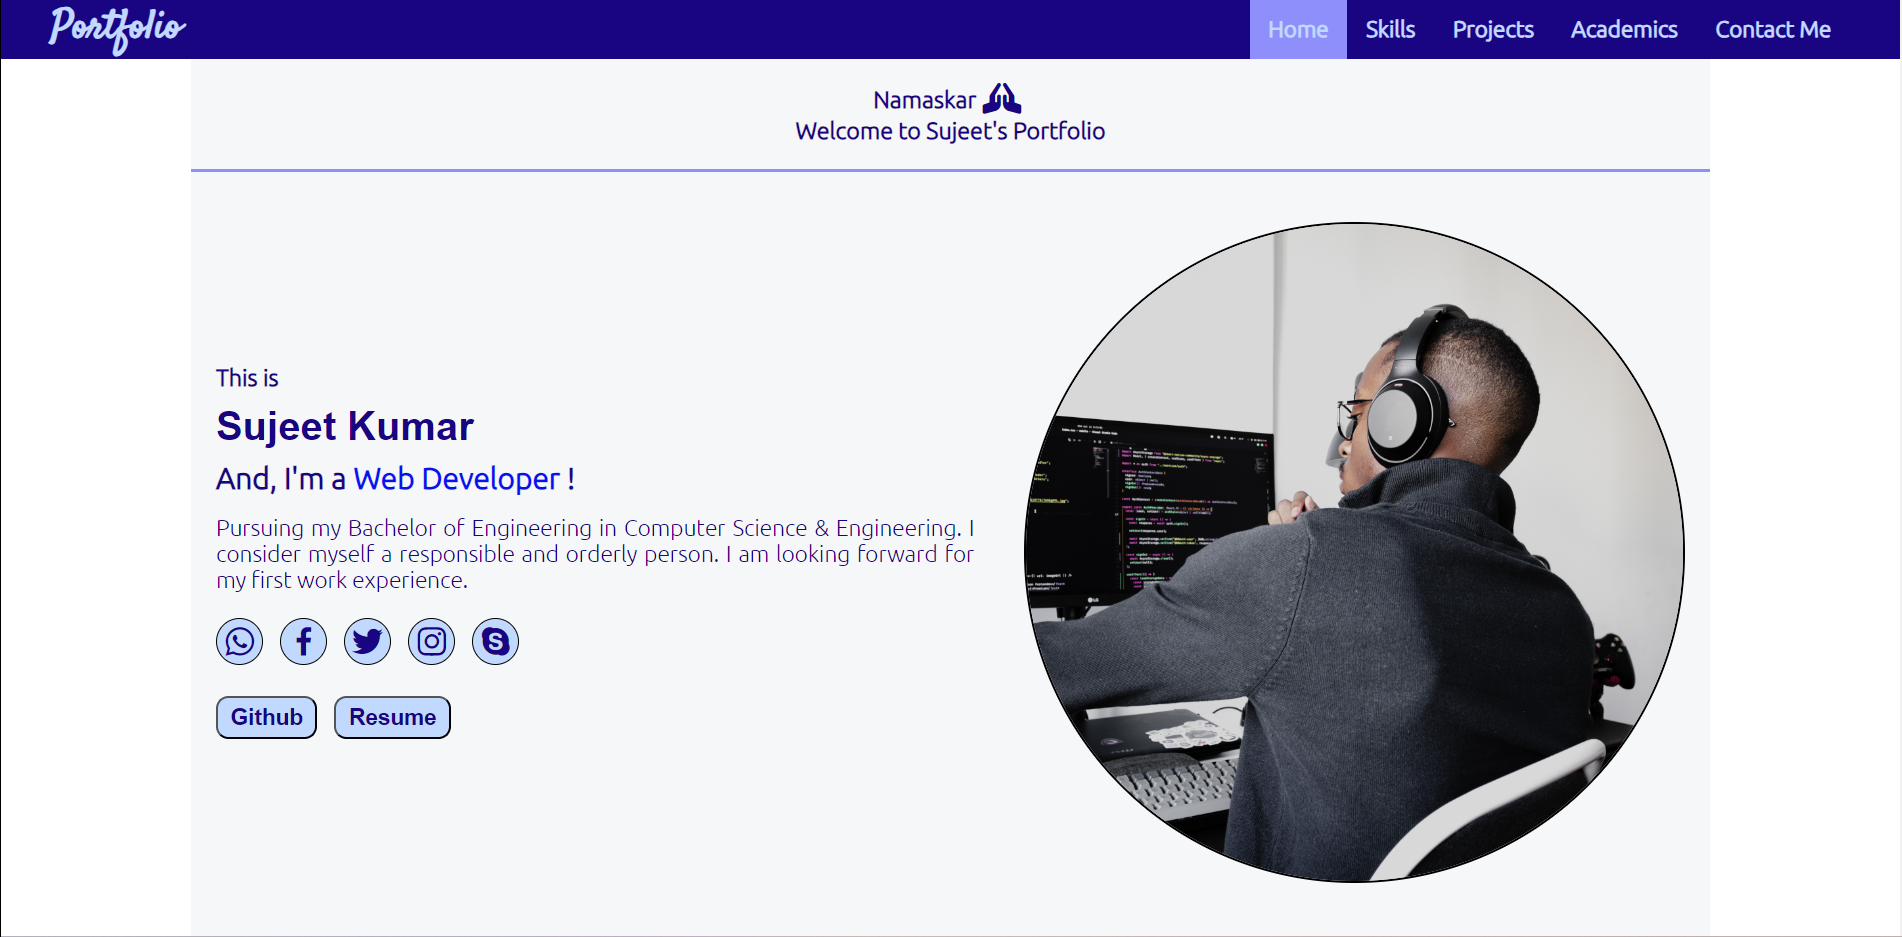 Portfolio
Home Skills Projects Academics Contact Me
Namaskar
Welcome to Sujeet's Portfolio
This is
Sujeet Kumar
And, I'm a Web Developer !
Pursuing my Bachelor of Engineering in Computer Science & Engineering. I
consider myself a responsible and orderly person. I am looking forward for
my first work experience.
Github Resume
LG